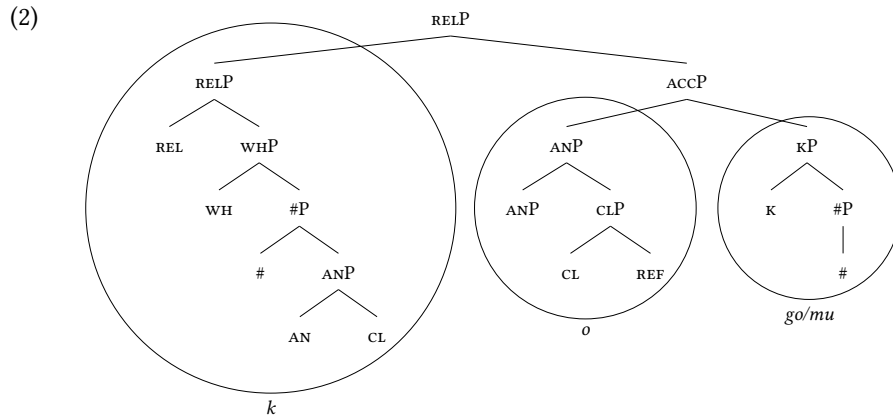 (2)
RELP
RELP ACCP
REL WHP ANP KP
WH #P ANP CLP K #P
# ANP CL REF #
AN CL
o
go/mu
k